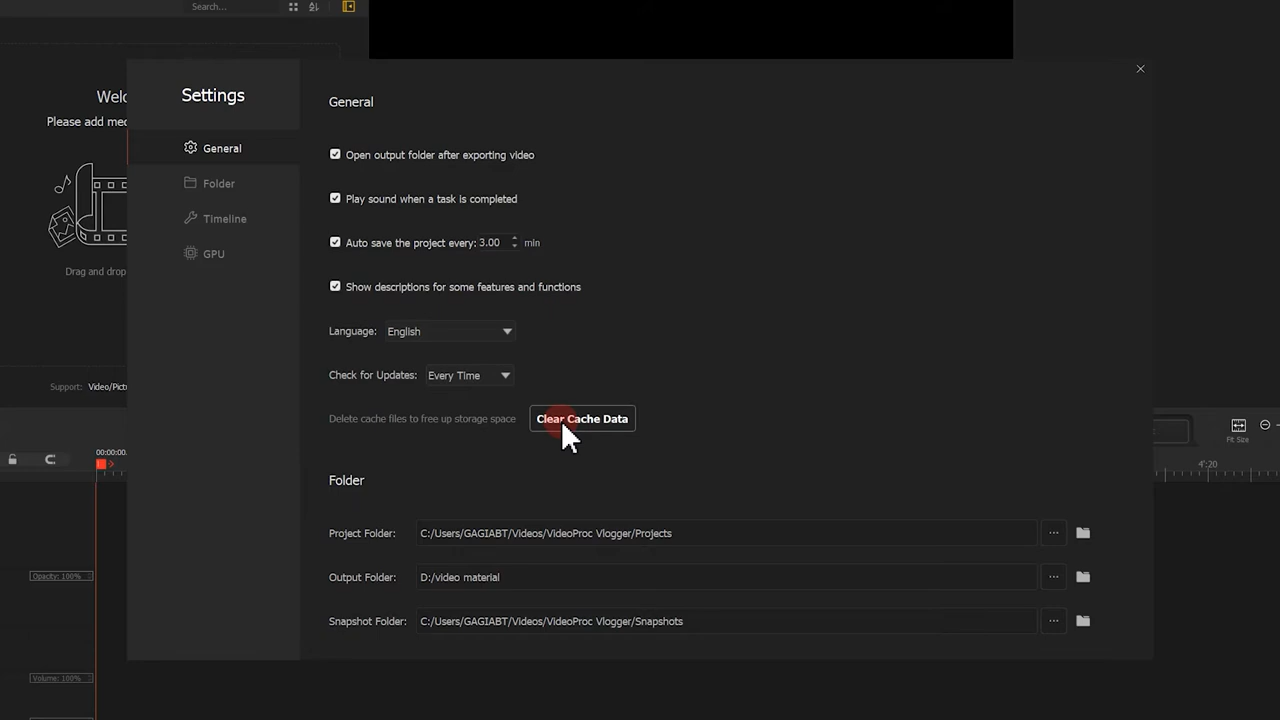 Search...
Settings
General
Welc
Please add med
General
Open output folder after exporting video
Folder
Play sound when a task is completed
Timeline
Auto save the project every: 3.00 min
GPU
Drag and drop
Show descriptions for some features and functions
Language: English
Check for Updates: Every Time
Support: Video/Pictu
Delete cache files to free up storage space Clear Cache Data
Fit Size
00:00:00.
4':20
Folder
Project Folder: C:/Users/GAGIABT/Videos/VideoProc Vlogger/Projects ...
Output Folder: D:/video material ...
Opacity: 100%
Snapshot Folder: C:/Users/GAGIABT/Videos/VideoProc Vlogger/Snapshots ...
Volume: 100%